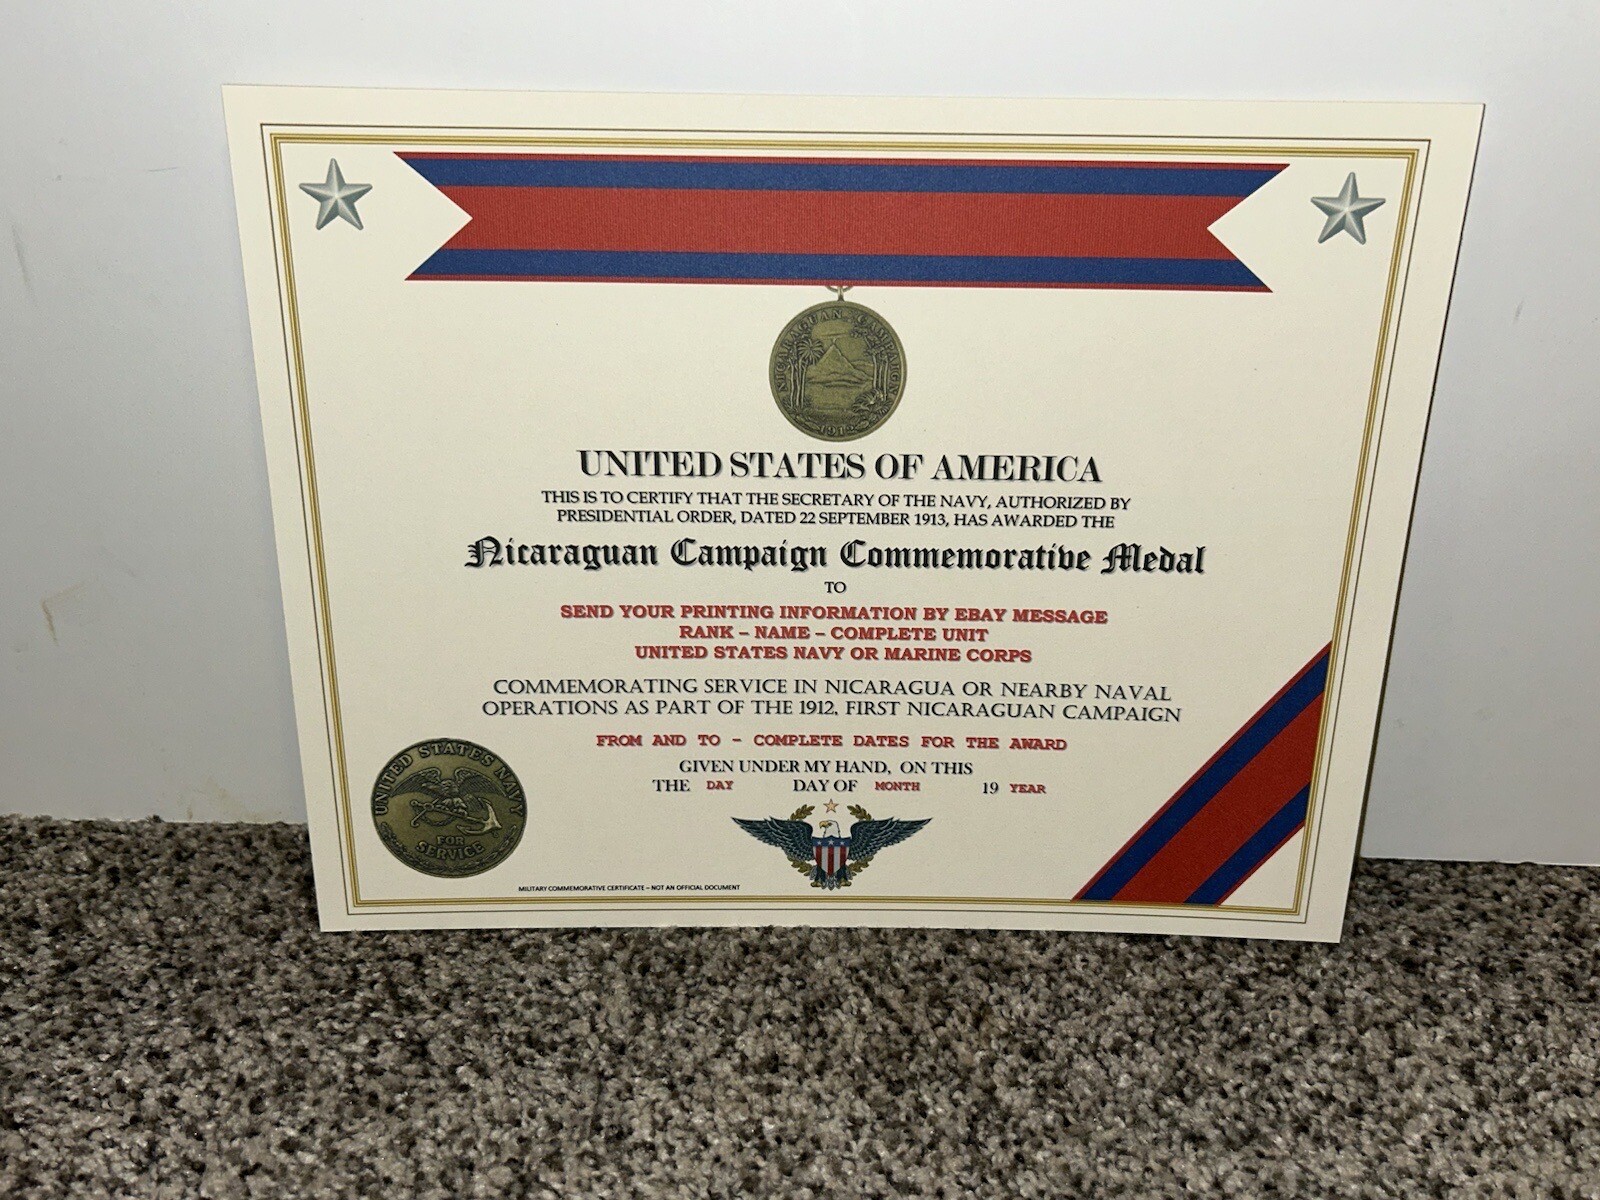 NICARAGUAN CAMPAIGN
1912
UNITED STATES OF AMERICA
THIS IS TO CERTIFY THAT THE SECRETARY OF THE NAVY, AUTHORIZED BY
PRESIDENTIAL ORDER, DATED 22 SEPTEMBER 1913, HAS AWARDED THE
Nicaraguan Campaign Commemorative Medal
TO
SEND YOUR PRINTING INFORMATION BY EBAY MESSAGE
RANK – NAME – COMPLETE UNIT
UNITED STATES NAVY OR MARINE CORPS
COMMEMORATING SERVICE IN NICARAGUA OR NEARBY NAVAL
OPERATIONS AS PART OF THE 1912, FIRST NICARAGUAN CAMPAIGN
FROM AND TO - COMPLETE DATES FOR THE AWARD
GIVEN UNDER MY HAND, ON THIS
THE DAY DAY OF MONTH 19 YEAR
UNITED STATES NAVY
FOR
SERVICE
MILITARY COMMEMORATIVE CERTIFICATE – NOT AN OFFICIAL DOCUMENT